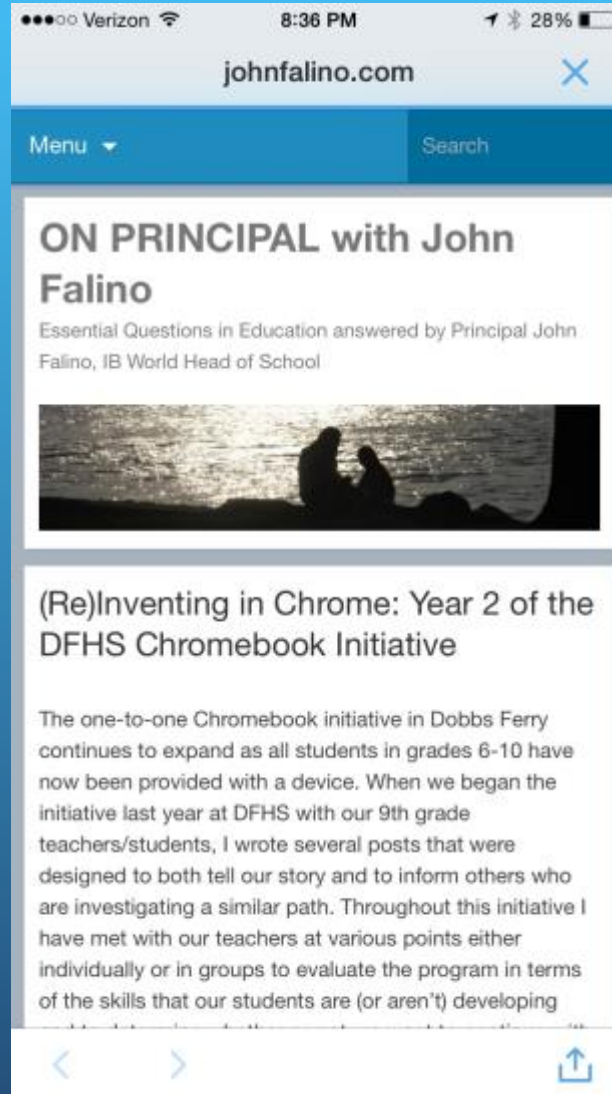 Verizon 8:36 PM 28%
johnfalino.com
Menu Search
ON PRINCIPAL with John
Falino
Essential Questions in Education answered by Principal John
Falino, IB World Head of School
(Re)Inventing in Chrome: Year 2 of the
DFHS Chromebook Initiative
The one-to-one Chromebook initiative in Dobbs Ferry
continues to expand as all students in grades 6-10 have
now been provided with a device. When we began the
initiative last year at DFHS with our 9th grade
teachers/students, I wrote several posts that were
designed to both tell our story and to inform others who
are investigating a similar path. Throughout this initiative I
have met with our teachers at various points either
individually or in groups to evaluate the program in terms
of the skills that our students are (or aren't) developing